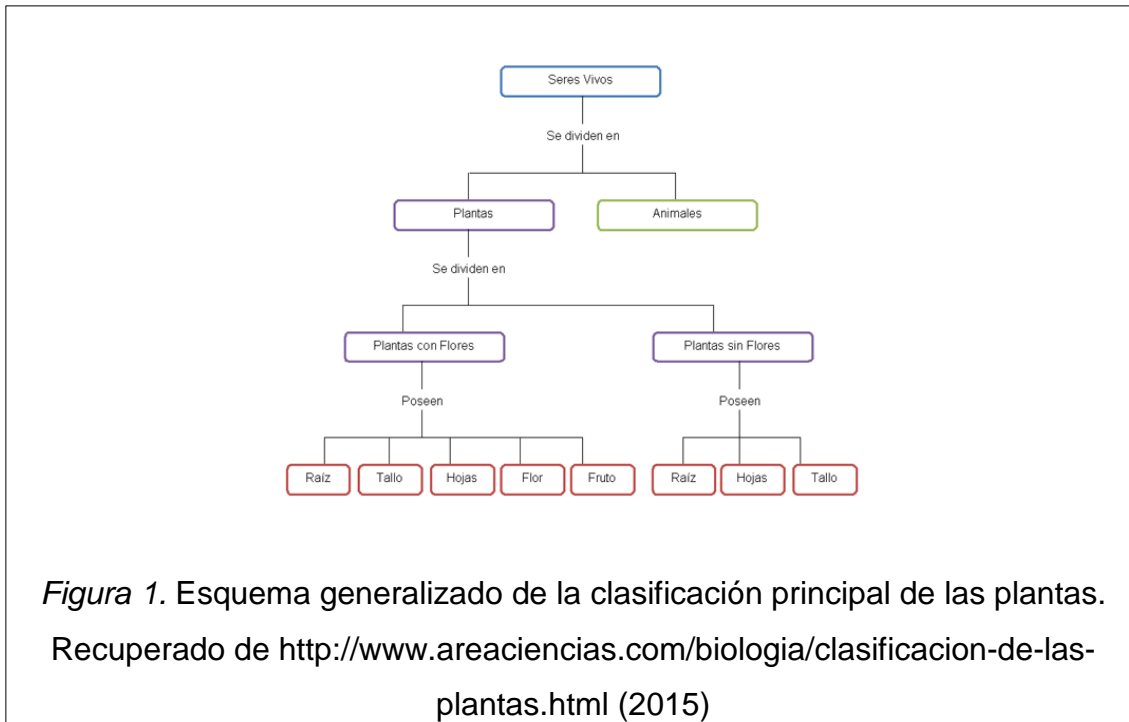 Seres Vivos
Se dividen en
Plantas Animales
Se dividen en
Plantas con Flores Plantas sin Flores
Poseen Poseen
Raíz Tallo Hojas Flor Fruto Raíz Hojas Tallo
Figura 1. Esquema generalizado de la clasificación principal de las plantas.
Recuperado de http://www.areaciencias.com/biologia/clasificacion-de-las-
plantas.html (2015)